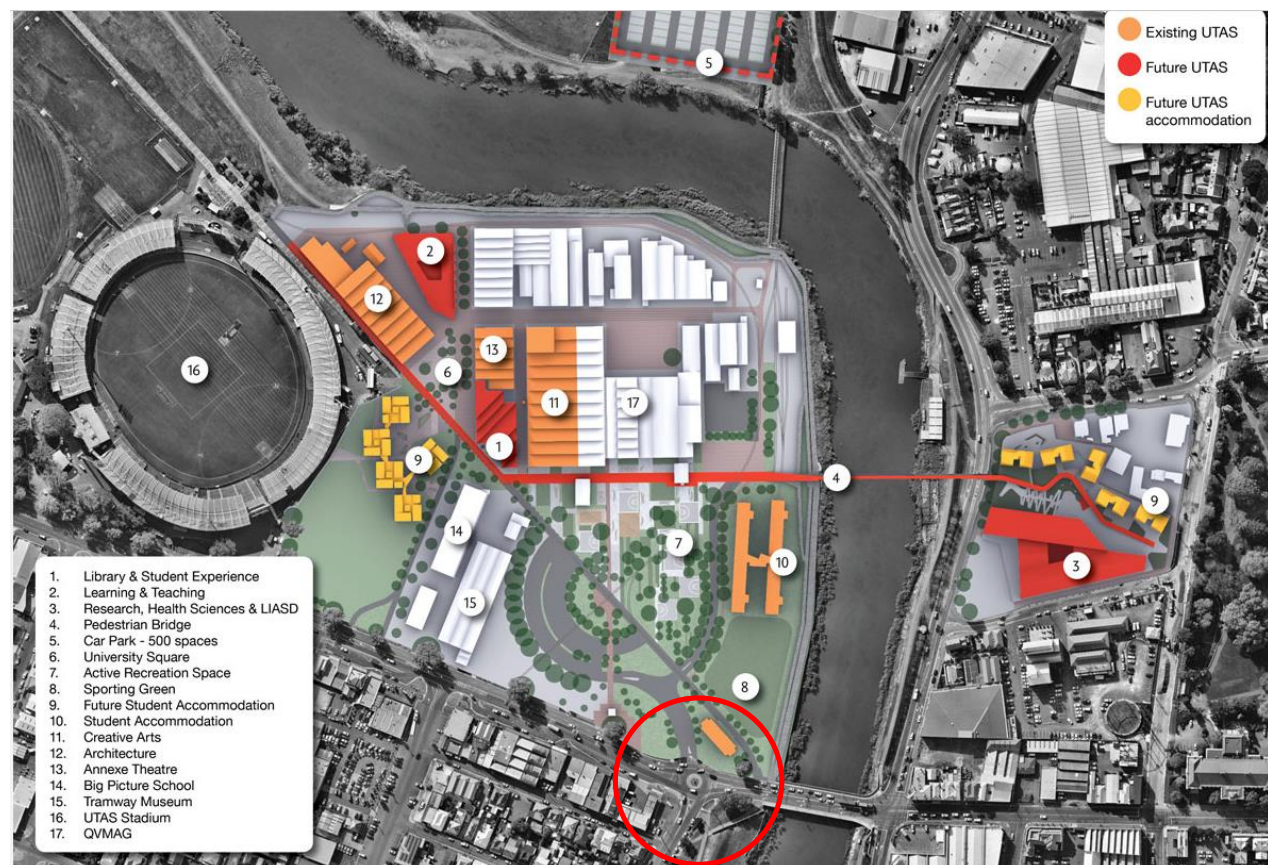 5
Existing UTAS
Future UTAS
Future UTAS
accommodation
2
12
13
6
16
11
17
1
9
4
9
14
7
10
3
15
8
1. Library & Student Experience
2. Learning & Teaching
3. Research, Health Sciences & LIASD
4. Pedestrian Bridge
5. Car Park - 500 spaces
6. University Square
7. Active Recreation Space
8. Sporting Green
9. Future Student Accommodation
10. Student Accommodation
11. Creative Arts
12. Architecture
13. Annexe Theatre
14. Big Picture School
15. Tramway Museum
16. UTAS Stadium
17. QVMAG